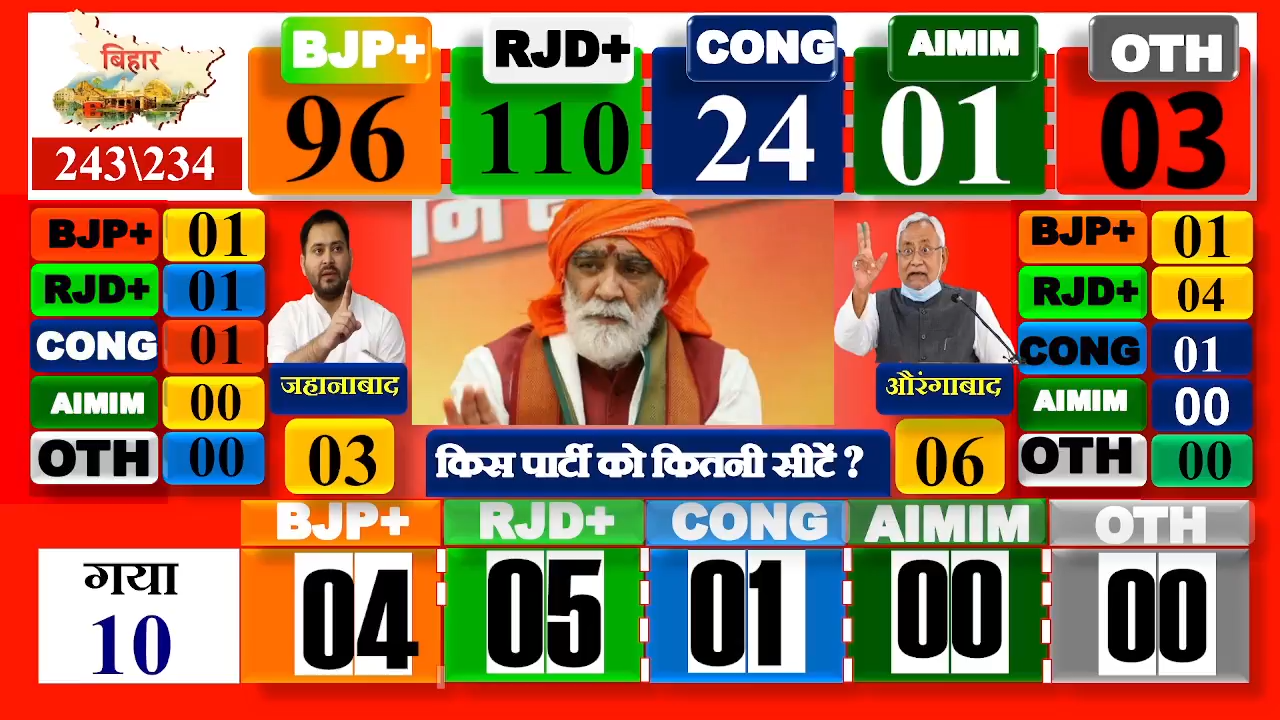 बिहार
243\234
BJP+ RJD+ CONG AIMIM OTH
96 110 24 01 03
BJP+ 01
RJD+ 01
CONG 01
AIMIM 00
OTH 00
जहानाबाद
03
किस पार्टी को कितनी सीटें ?
औरंगाबाद
06
BJP+ 01
RJD+ 04
CONG 01
AIMIM 00
OTH 00
BJP+ RJD+ CONG AIMIM OTH
गया
10
04 05 01 00 00